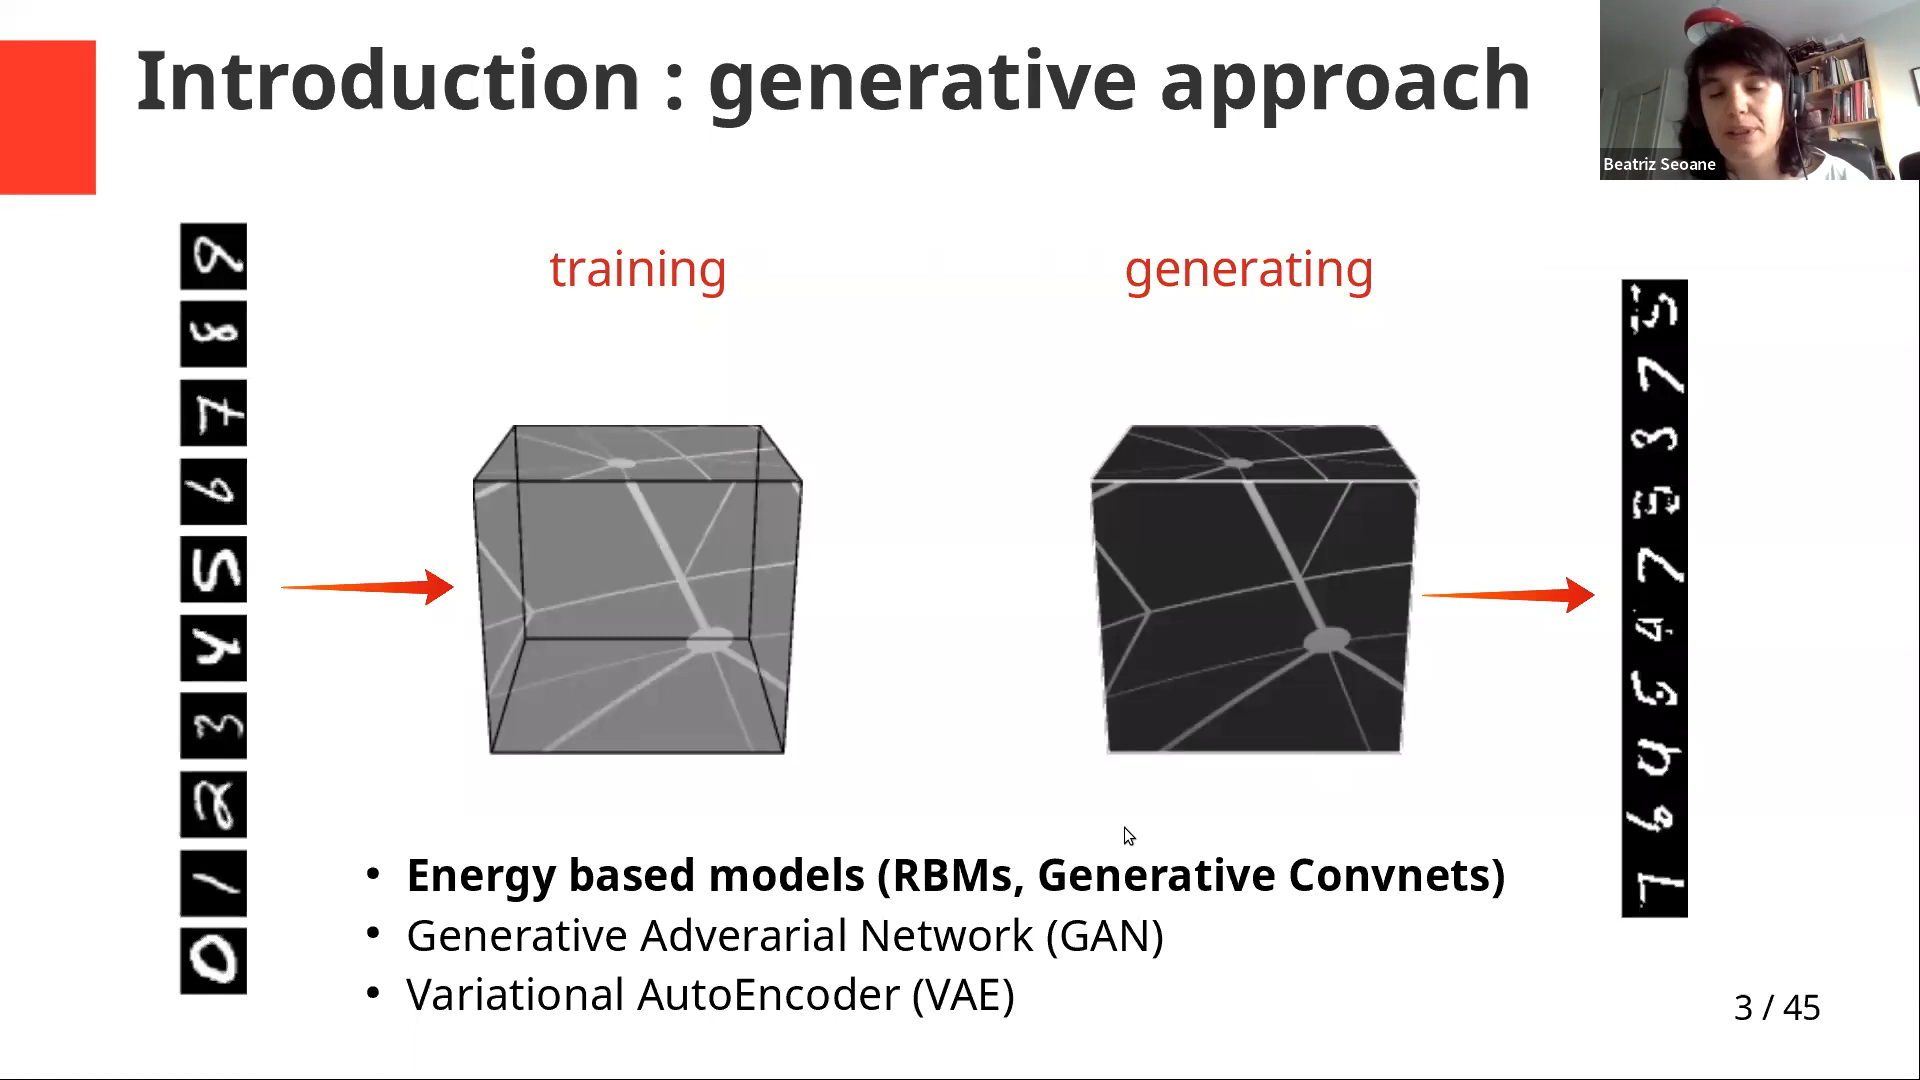 Introduction : generative approach
Beatriz Seoane
training
generating
• Energy based models (RBMs, Generative Convnets)
• Generative Adverarial Network (GAN)
• Variational AutoEncoder (VAE)
3 / 45